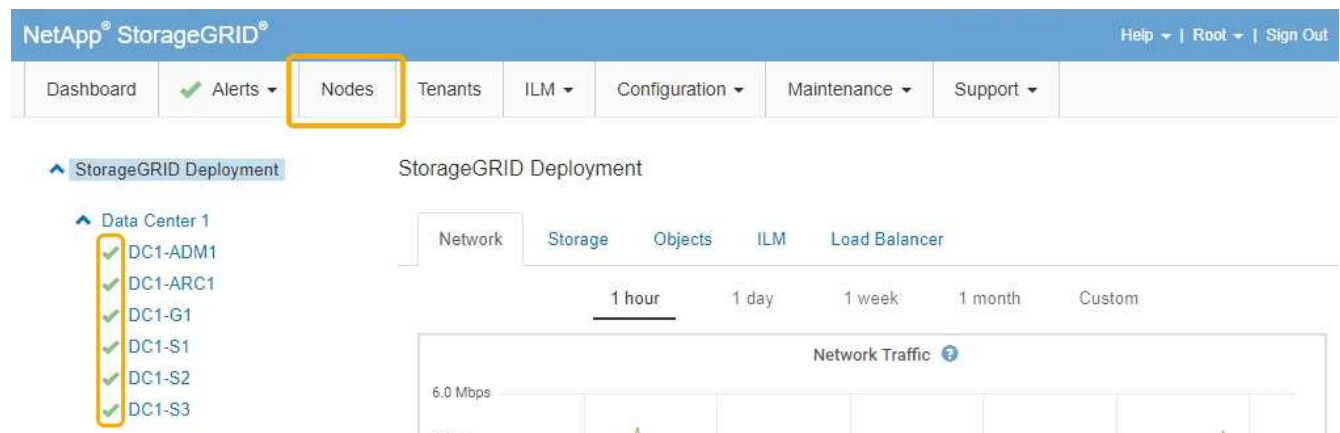 NetApp® StorageGRID®
Help | Root | Sign Out
Dashboard Alerts Nodes Tenants ILM Configuration Maintenance Support
StorageGRID Deployment
Data Center 1
DC1-ADM1
DC1-ARC1
DC1-G1
DC1-S1
DC1-S2
DC1-S3
StorageGRID Deployment
Network Storage Objects ILM Load Balancer
1 hour 1 day 1 week 1 month Custom
Network Traffic ?
6.0 Mbps